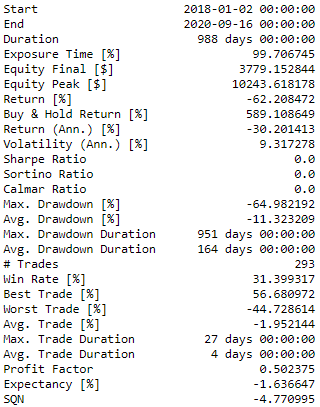 Start 2018-01-02 00:00:00
End 2020-09-16 00:00:00
Duration 988 days 00:00:00
Exposure Time [%] 99.706745
Equity Final [$] 3779.152844
Equity Peak [$] 10243.618178
Return [%] -62.208472
Buy & Hold Return [%] 589.108649
Return (Ann.) [%] -30.201413
Volatility (Ann.) [%] 9.317278
Sharpe Ratio 0.0
Sortino Ratio 0.0
Calmar Ratio 0.0
Max. Drawdown [%] -64.982192
Avg. Drawdown [%] -11.323209
Max. Drawdown Duration 951 days 00:00:00
Avg. Drawdown Duration 164 days 00:00:00
# Trades 293
Win Rate [%] 31.399317
Best Trade [%] 56.680972
Worst Trade [%] -44.728614
Avg. Trade [%] -1.952144
Max. Trade Duration 27 days 00:00:00
Avg. Trade Duration 4 days 00:00:00
Profit Factor 0.502375
Expectancy [%] -1.636647
SQN -4.770995